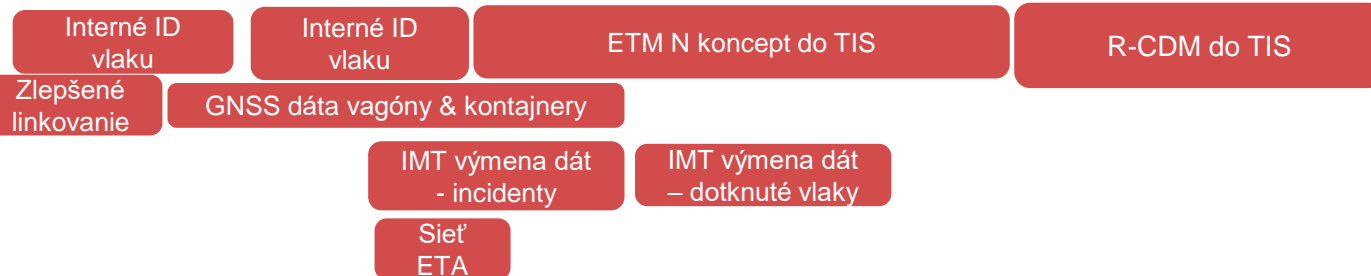 Interné ID
vlaku
Interné ID
vlaku
ETM N koncept do TIS
R-CDM do TIS
Zlepšené
linkovanie
GNSS dáta vagóny & kontajnery
IMT výmena dát
- incidenty
IMT výmena dát
– dotknuté vlaky
Sieť
ETA